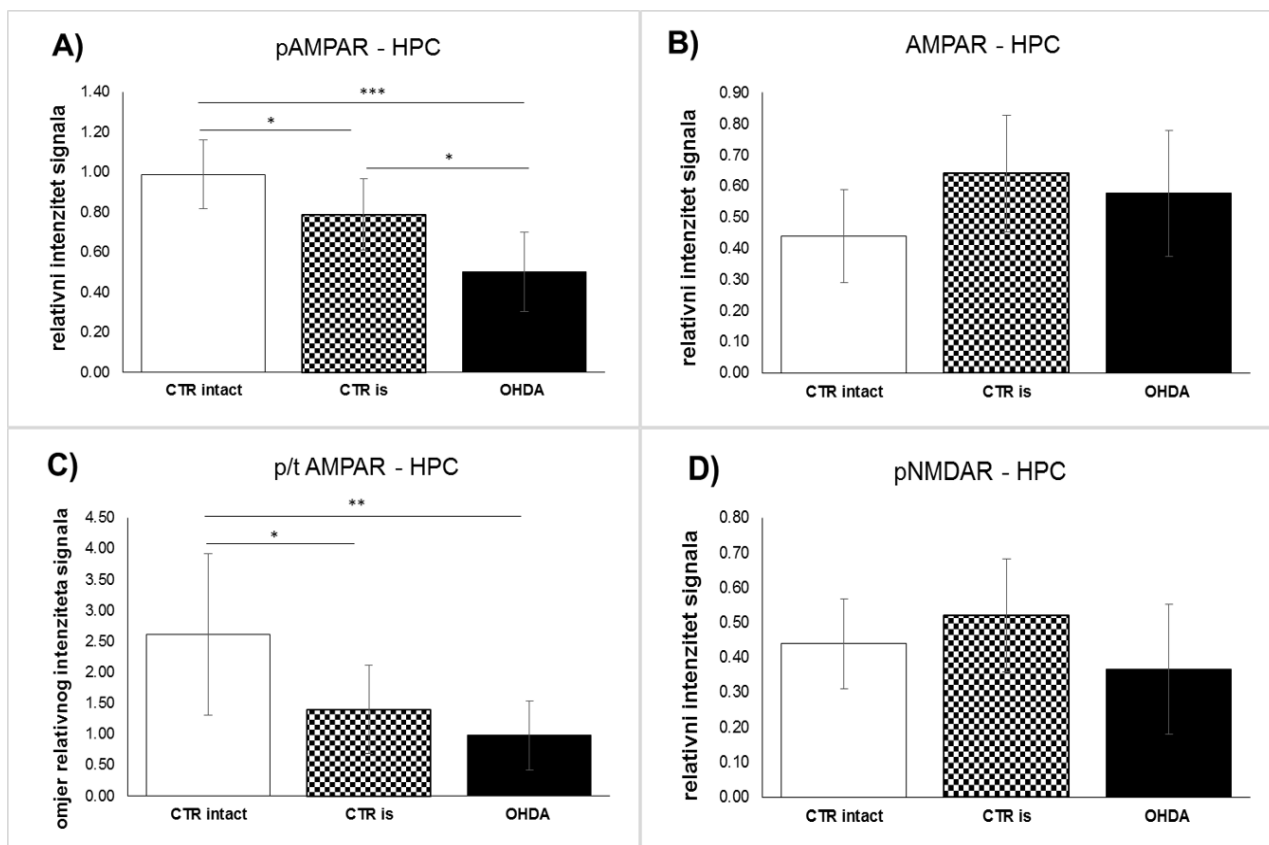 A)
pAMPAR - HPC
relativni intenzitet signala
1.40
1.20
1.00
0.80
0.60
0.40
0.20
0.00
***
*
*
CTR intact
CTR is
OHDA
B)
AMPAR - HPC
relativni intenzitet signala
0.90
0.80
0.70
0.60
0.50
0.40
0.30
0.20
0.10
0.00
CTR intact
CTR is
OHDA
C)
p/t AMPAR - HPC
omjer relativnog intenziteta signala
4.50
4.00
3.50
3.00
2.50
2.00
1.50
1.00
0.50
0.00
**
*
CTR intact
CTR is
OHDA
D)
pNMDAR - HPC
relativni intenzitet signala
0.80
0.70
0.60
0.50
0.40
0.30
0.20
0.10
0.00
CTR intact
CTR is
OHDA